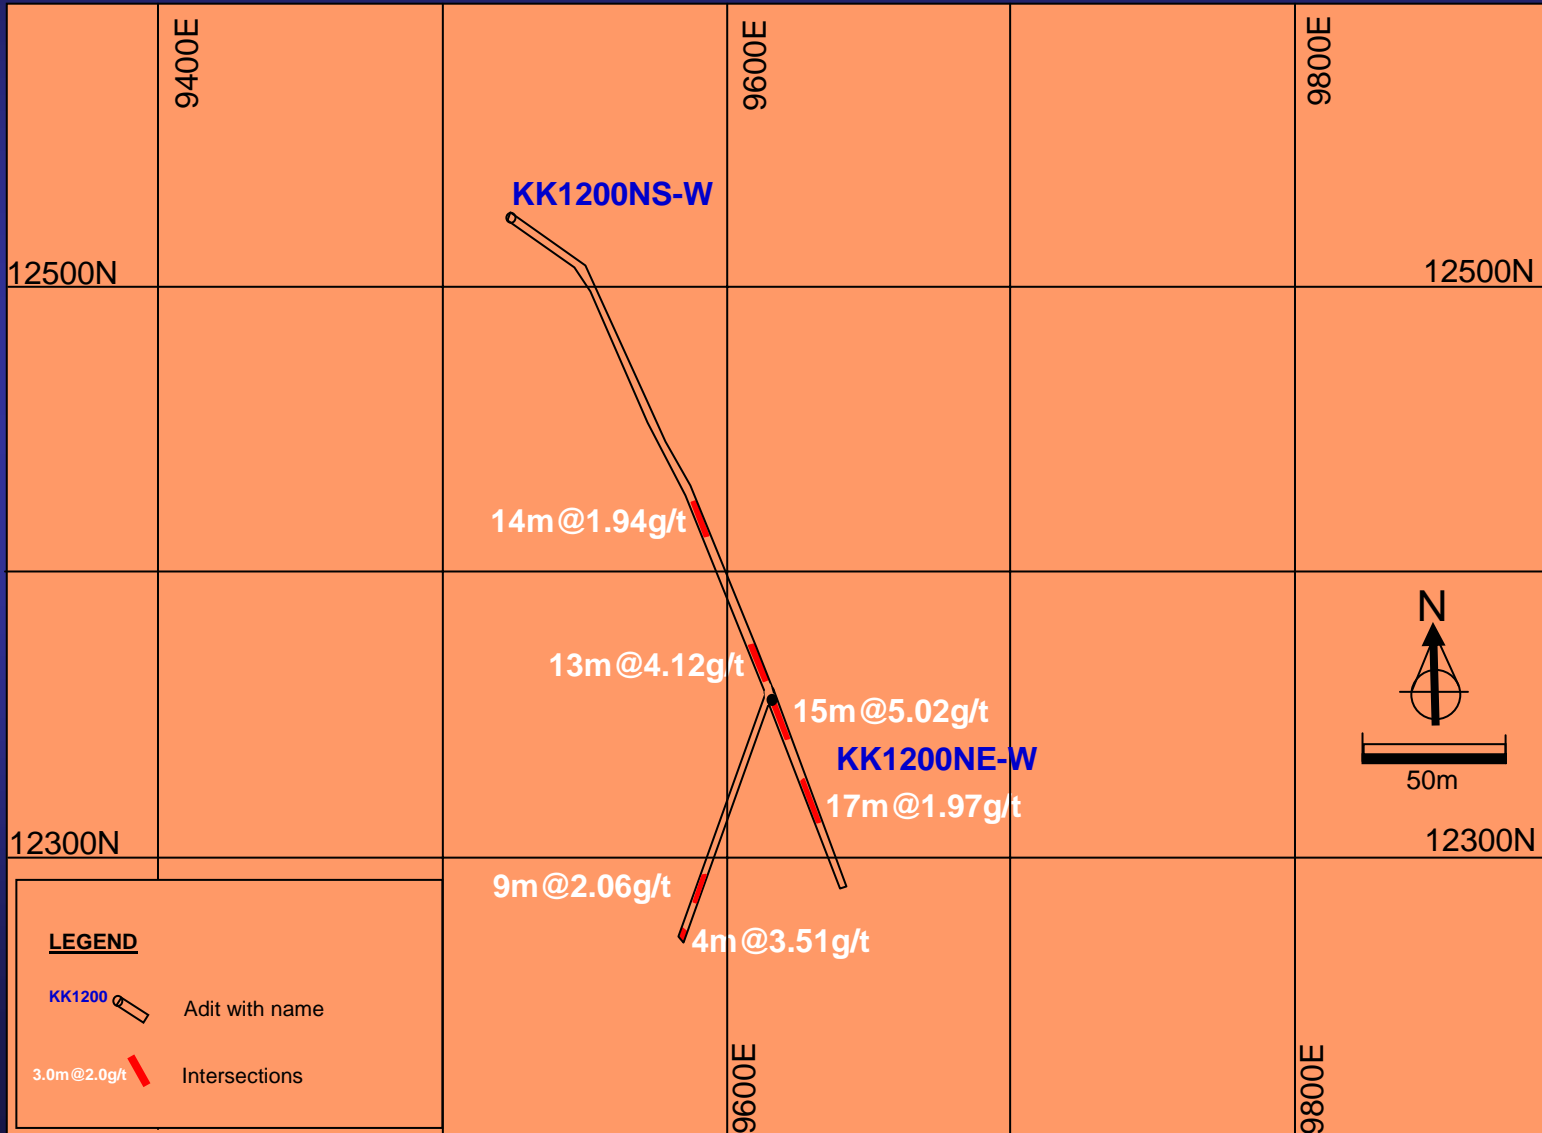 9400E
9600E
9800E
KK1200NS-W
12500N
12500N
14m@1.94g/t
N
13m@4.12g/t
15m@5.02g/t
KK1200NE-W
50m
17m@1.97g/t
12300N
12300N
9m@2.06g/t
4m@3.51g/t
LEGEND
KK1200
Adit with name
3.0m@2.0g/t
Intersections
9600E
9800E